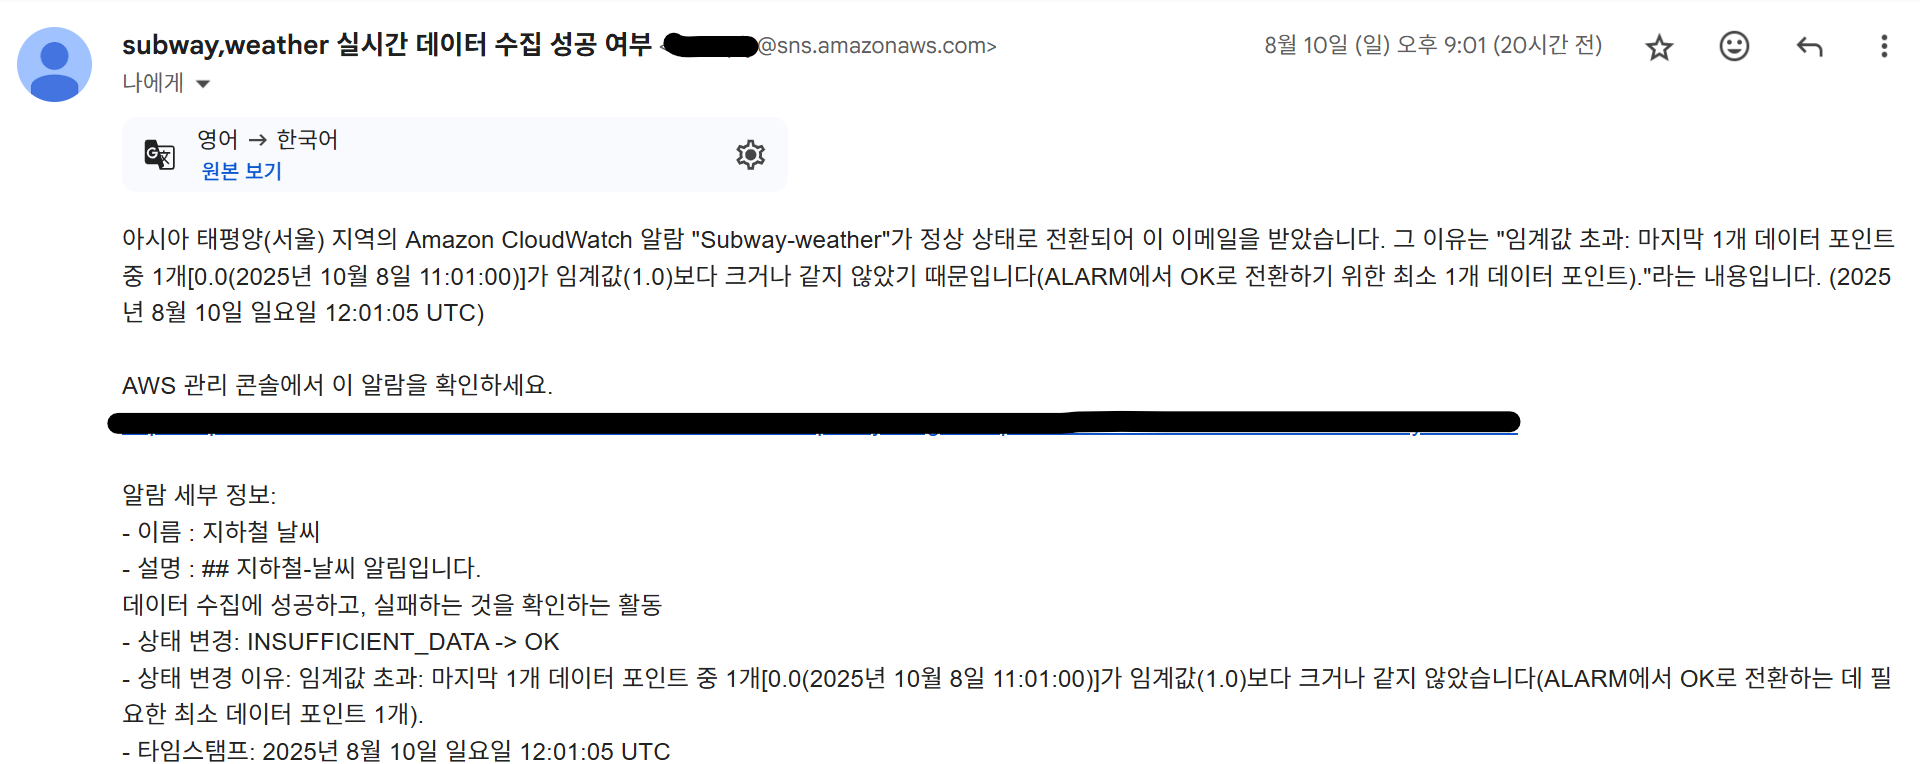 subway,weather 실시간 데이터 수집 성공 여부 @sns.amazonaws.com> 8월 10일 (일) 오후 9:01 (20시간 전)
나에게
영어 → 한국어
원본 보기
아시아 태평양(서울) 지역의 Amazon CloudWatch 알람 "Subway-weather"가 정상 상태로 전환되어 이 이메일을 받았습니다. 그 이유는 "임계값 초과: 마지막 1개 데이터 포인트
중 1개[0.0(2025년 10월 8일 11:01:00)]가 임계값(1.0)보다 크거나 같지 않았기 때문입니다(ALARM에서 OK로 전환하기 위한 최소 1개 데이터 포인트)."라는 내용입니다. (2025
년 8월 10일 일요일 12:01:05 UTC)
AWS 관리 콘솔에서 이 알람을 확인하세요.
알람 세부 정보:
- 이름 : 지하철 날씨
- 설명 : ## 지하철-날씨 알림입니다.
데이터 수집에 성공하고, 실패하는 것을 확인하는 활동
- 상태 변경: INSUFFICIENT_DATA -> OK
- 상태 변경 이유: 임계값 초과: 마지막 1개 데이터 포인트 중 1개[0.0(2025년 10월 8일 11:01:00)]가 임계값(1.0)보다 크거나 같지 않았습니다(ALARM에서 OK로 전환하는 데 필
요한 최소 데이터 포인트 1개).
- 타임스탬프: 2025년 8월 10일 일요일 12:01:05 UTC